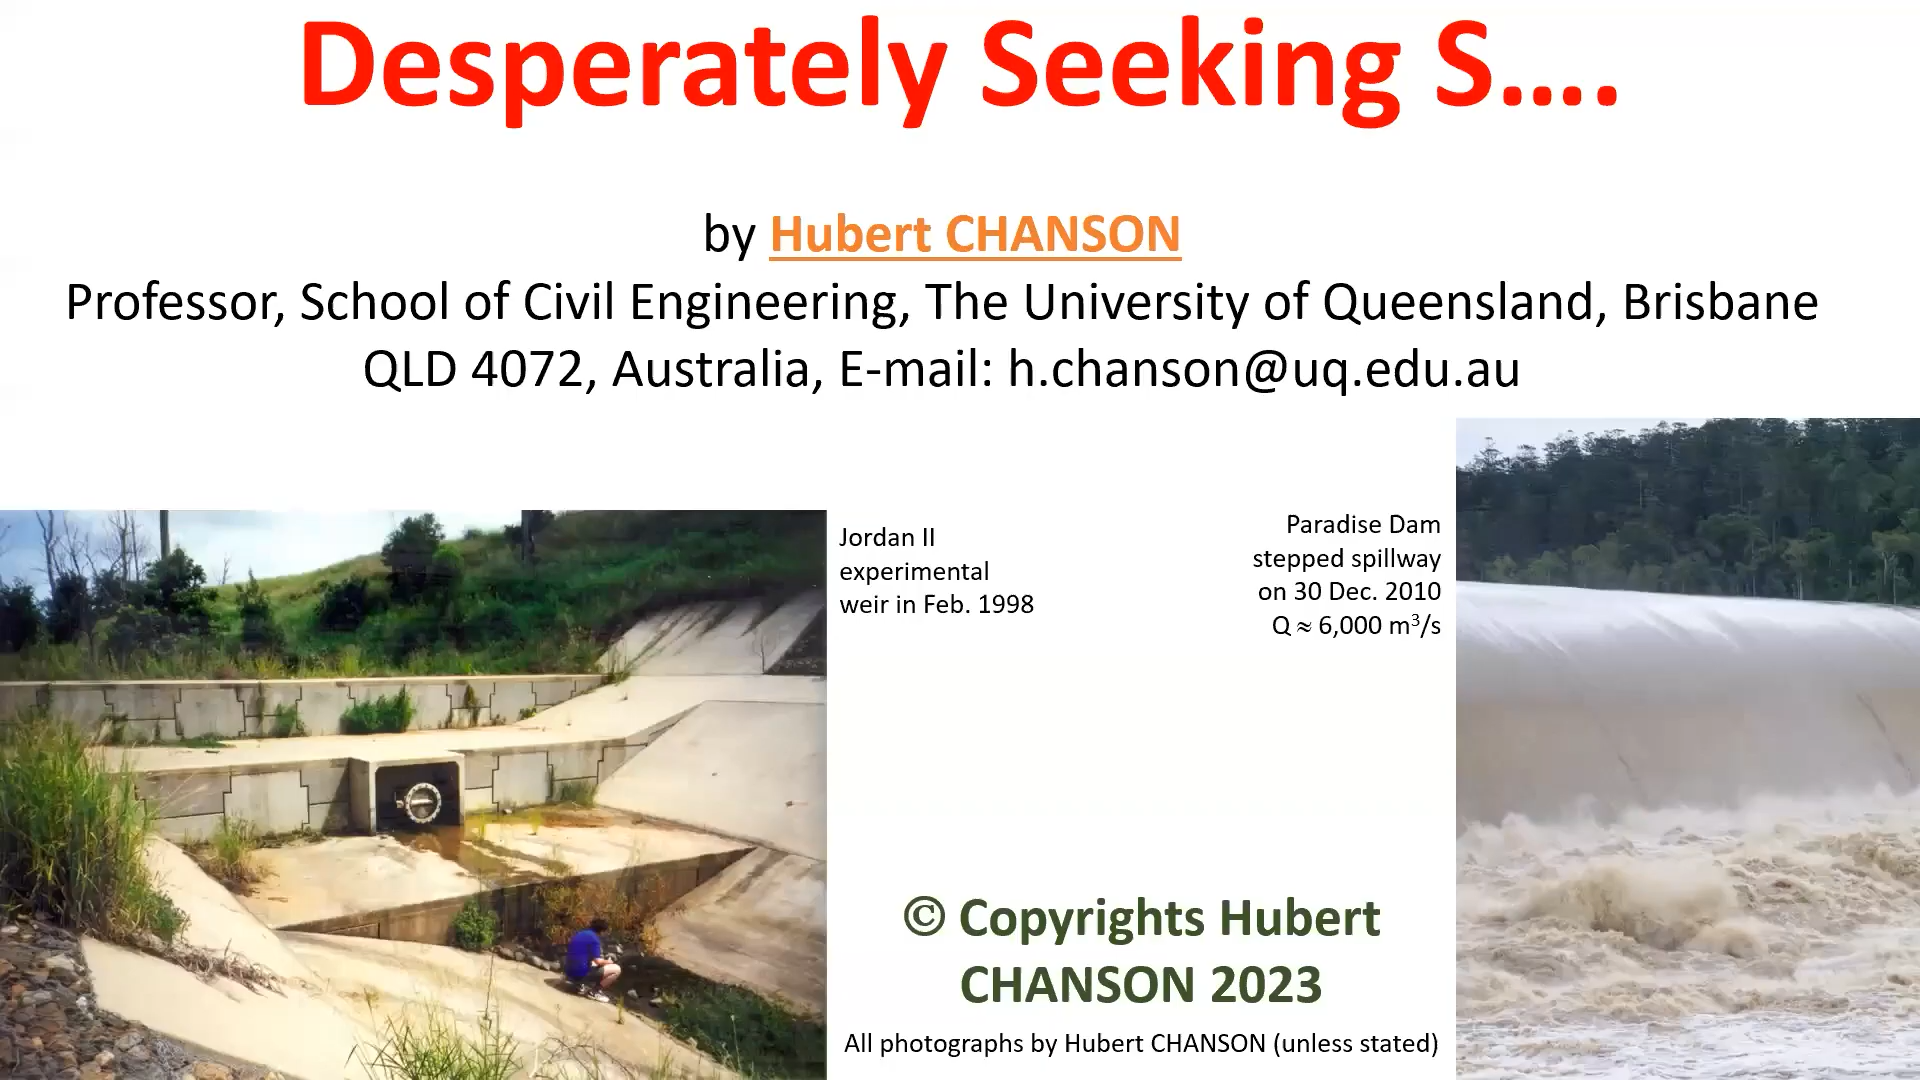 Desperately Seeking S....
by Hubert CHANSON
Professor, School of Civil Engineering, The University of Queensland, Brisbane
QLD 4072, Australia, E-mail: h.chanson@uq.edu.au
Jordan II
experimental
weir in Feb. 1998
Paradise Dam
stepped spillway
on 30 Dec. 2010
Q ≈ 6,000 m³/s
© Copyrights Hubert
CHANSON 2023
All photographs by Hubert CHANSON (unless stated)